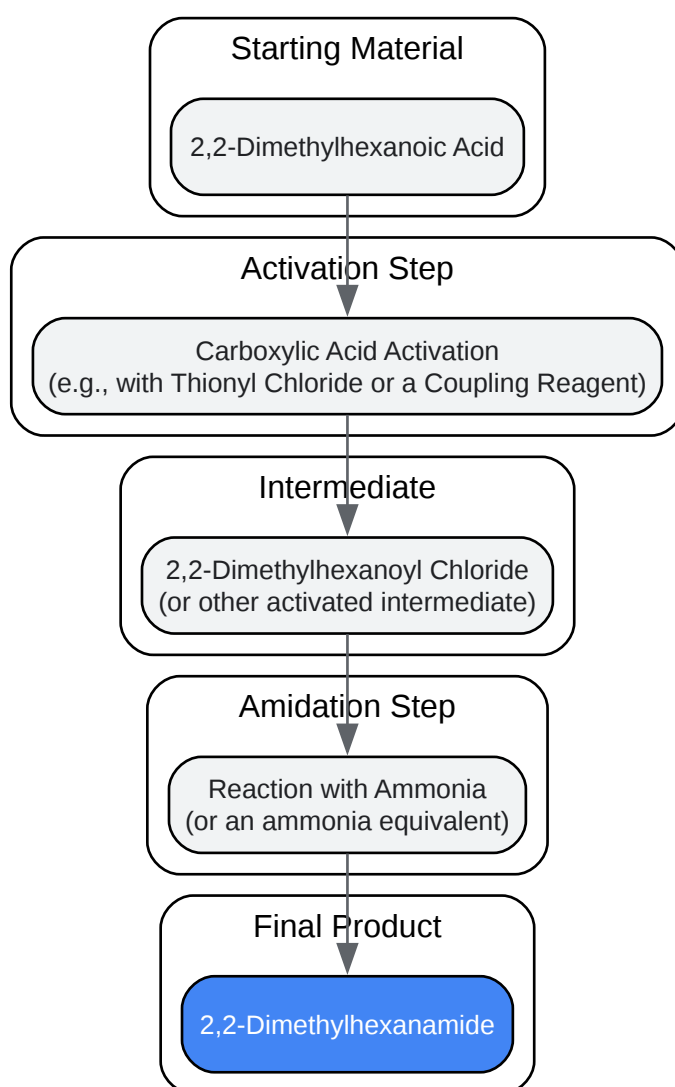 Starting Material
2,2-Dimethylhexanoic Acid
Activation Step
Carboxylic Acid Activation
(e.g., with Thionyl Chloride or a Coupling Reagent)
Intermediate
2,2-Dimethylhexanoyl Chloride
(or other activated intermediate)
Amidation Step
Reaction with Ammonia
(or an ammonia equivalent)
Final Product
2,2-Dimethylhexanamide